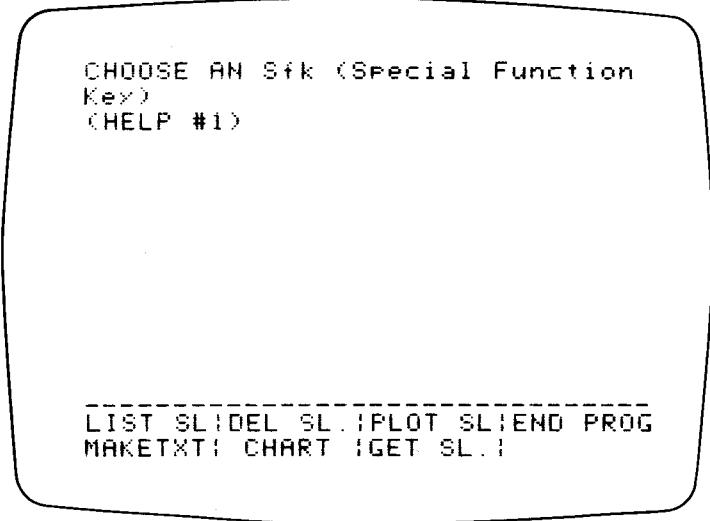 CHOOSE AN Sfk (Special Function
Key)
(HELP #1)
--------------------------------
LIST SL¦DEL SL.¦PLOT SL¦END PROG
MAKETXT¦ CHART ¦GET SL.¦